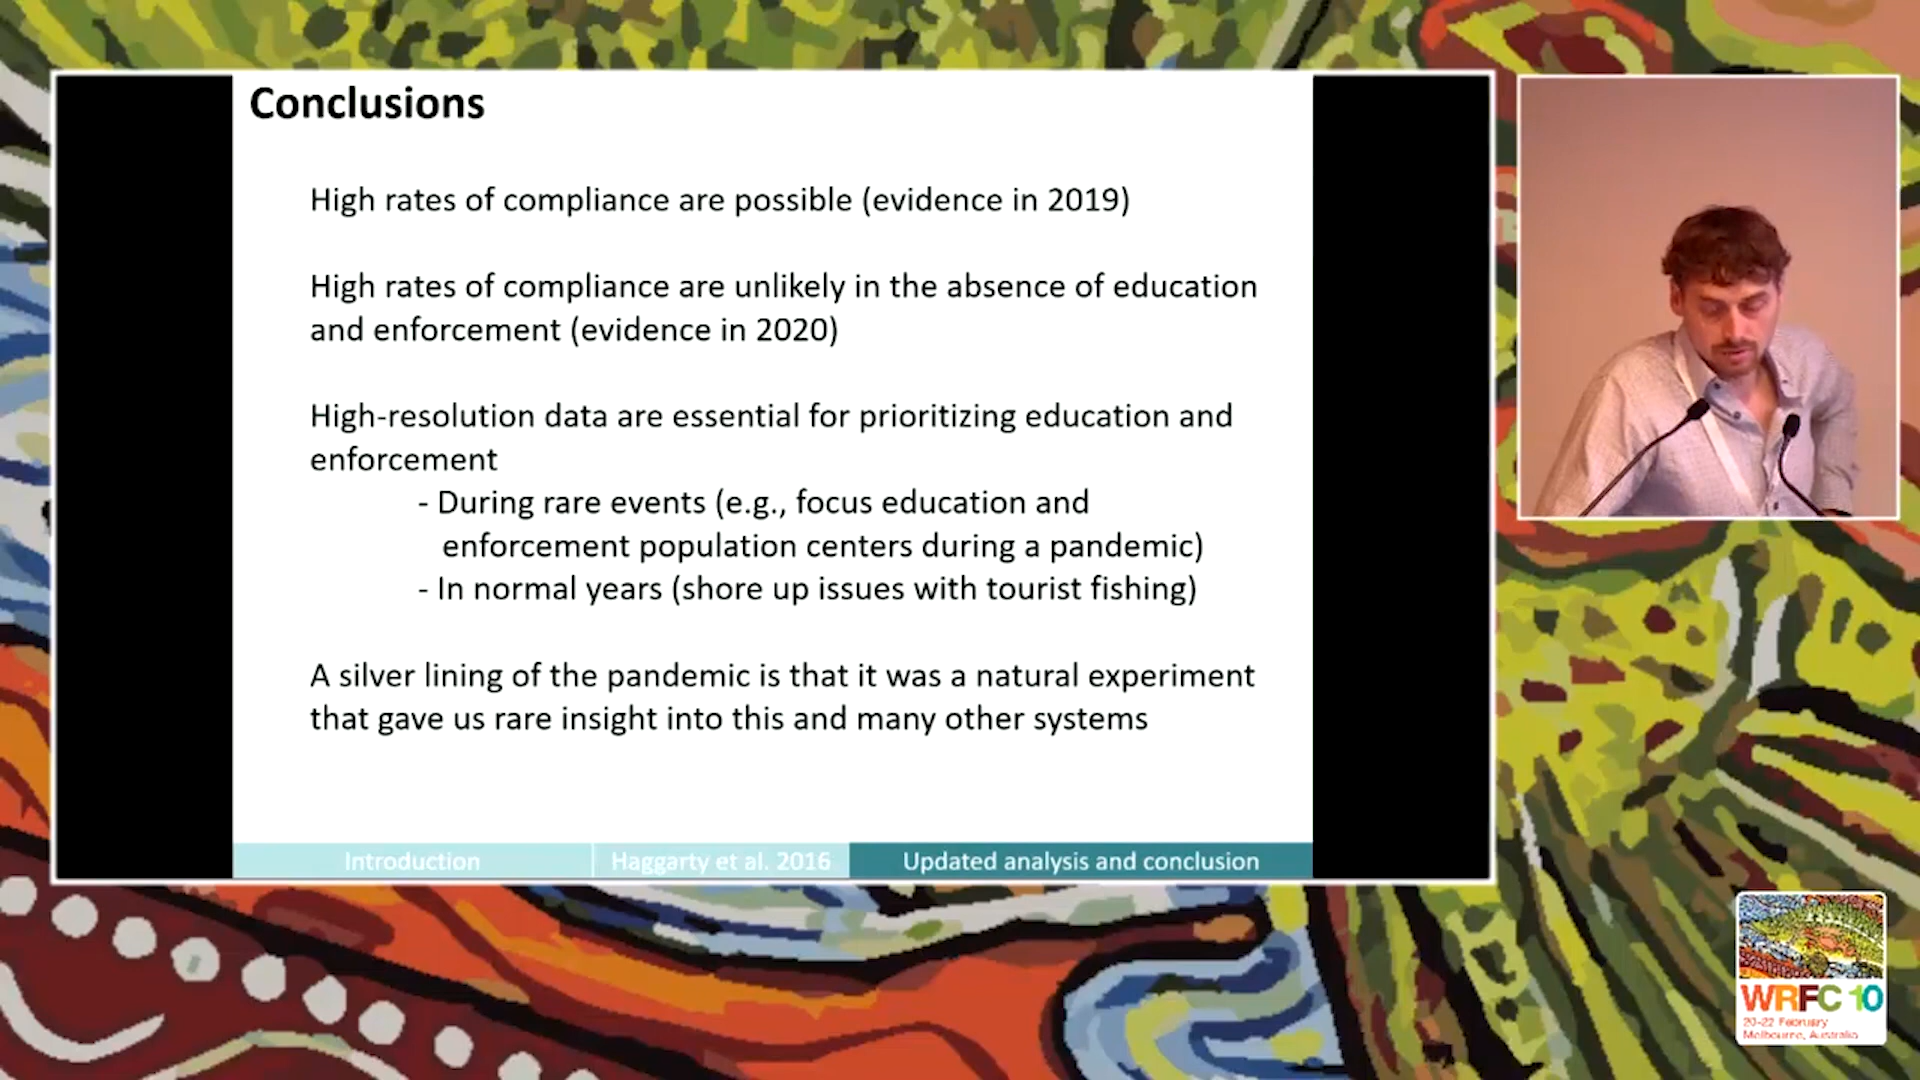 Conclusions
High rates of compliance are possible (evidence in 2019)
High rates of compliance are unlikely in the absence of education
and enforcement (evidence in 2020)
High-resolution data are essential for prioritizing education and
enforcement
- During rare events (e.g., focus education and
enforcement population centers during a pandemic)
- In normal years (shore up issues with tourist fishing)
A silver lining of the pandemic is that it was a natural experiment
that gave us rare insight into this and many other systems
Introduction
Haggarty et al. 2016
Updated analysis and conclusion
WRFC 10
20-22 February
Melbourne, Australia